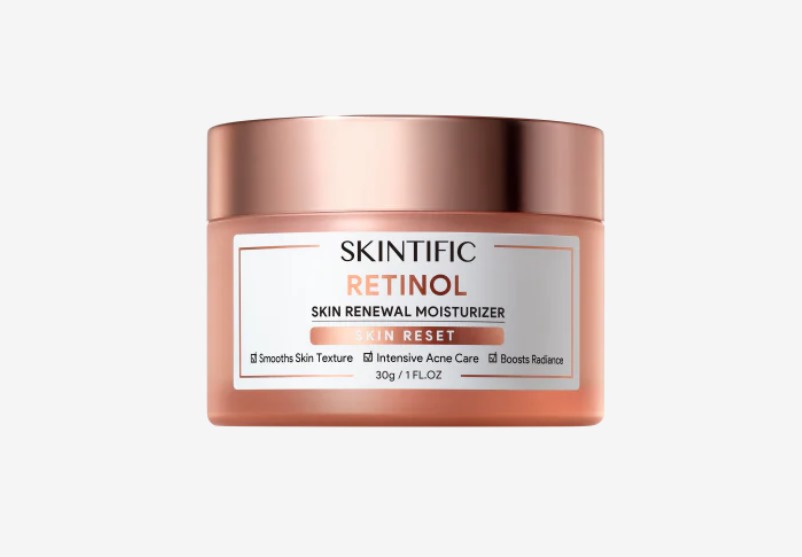 SKINTIFIC
RETINOL
SKIN RENEWAL MOISTURIZER
SKIN RESET
☑ Smooths Skin Texture ☑ Intensive Acne Care ☑ Boosts Radiance
30g / 1 FL.OZ